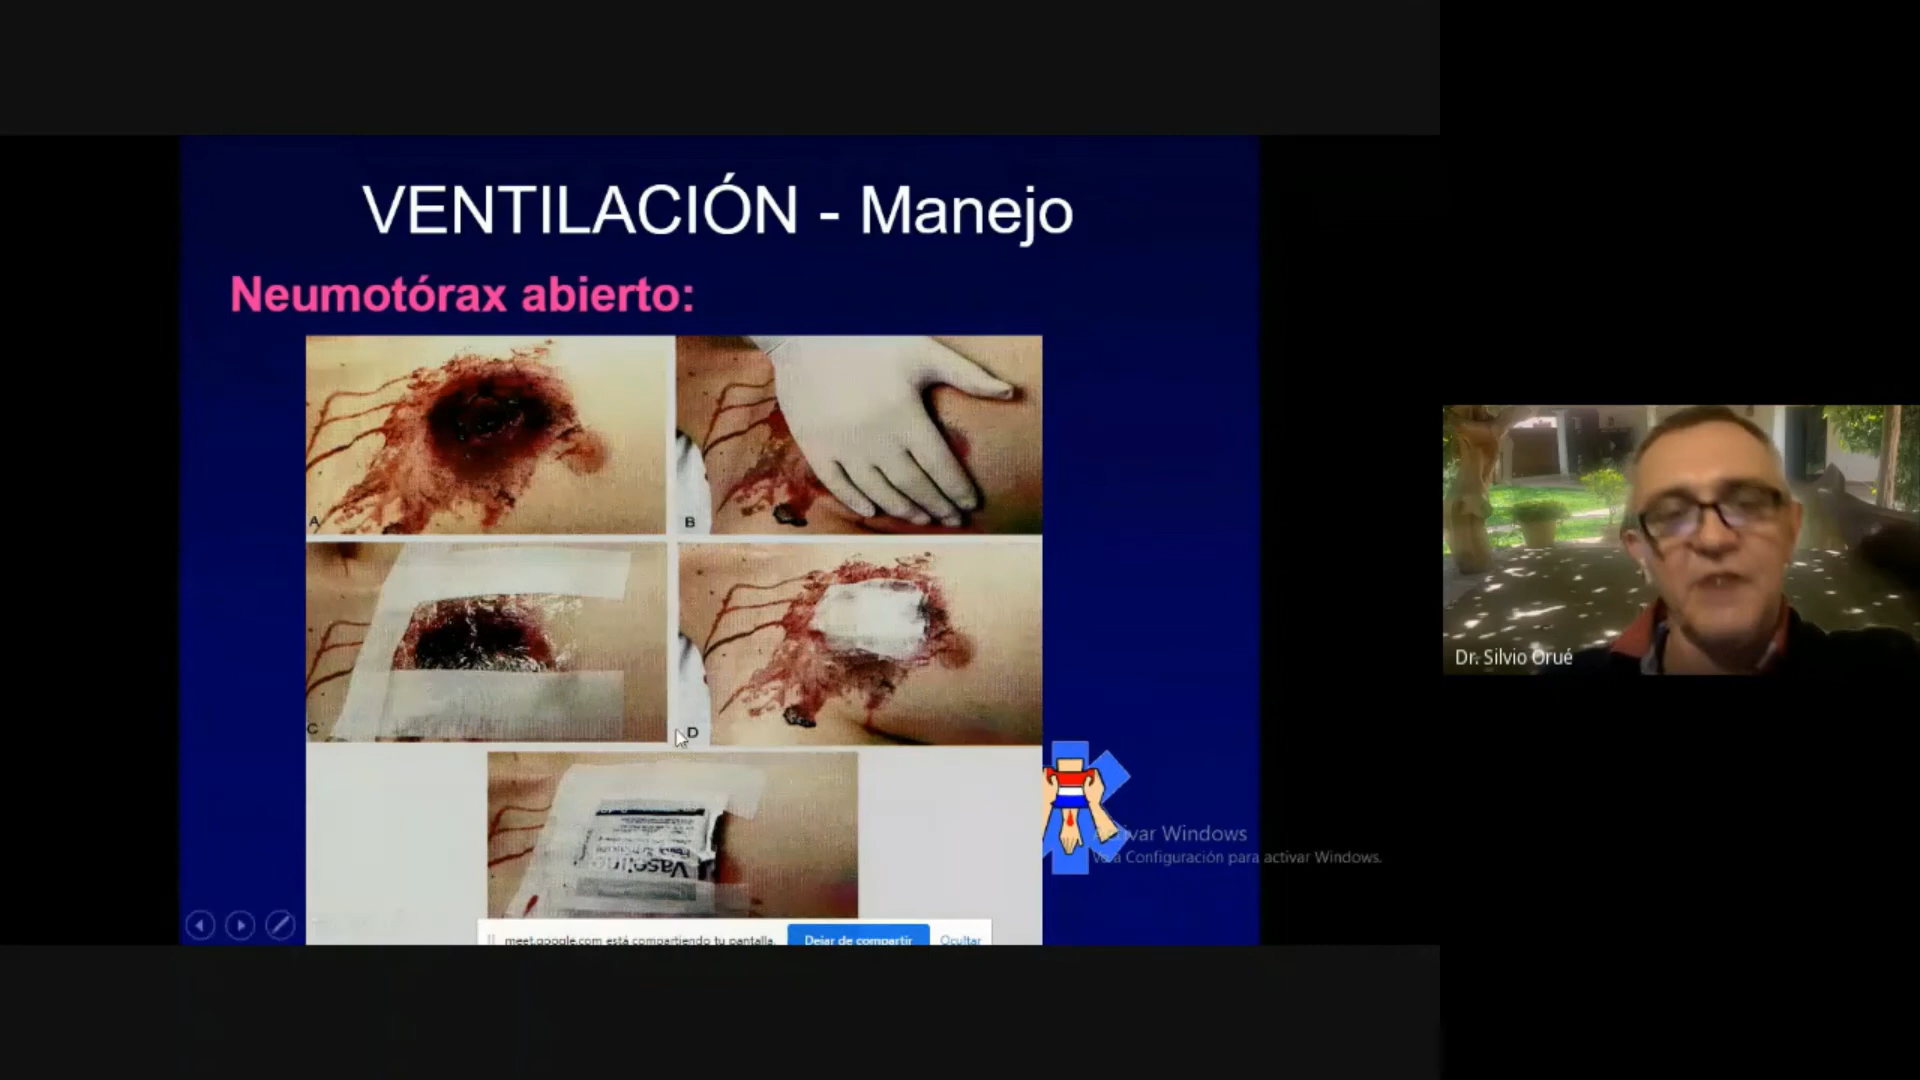 VENTILACIÓN - Manejo
Neumotórax abierto:
A
B
C
D
Vaseline
Activar Windows
Ve a Configuración para activar Windows.
meet.google.com está compartiendo tu pantalla.
Dejar de compartir
Ocultar
Dr. Silvio Orué